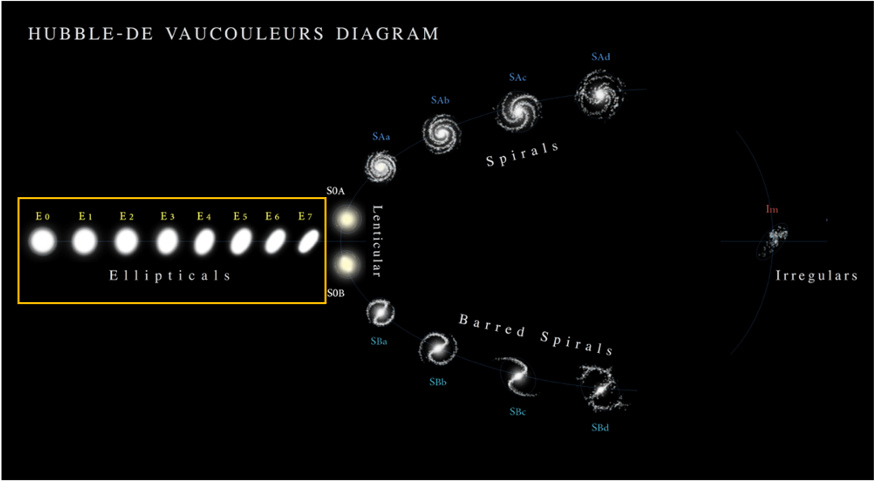 HUBBLE-DE VAUCOULEURS DIAGRAM
SAa
SAb
SAc
SAd
Spirals
E0 E1 E2 E3 E4 E5 E6 E7
Ellipticals
S0A
Lenticular
S0B
Im
Irregulars
Barred Spirals
SBa
SBb
SBc
SBd